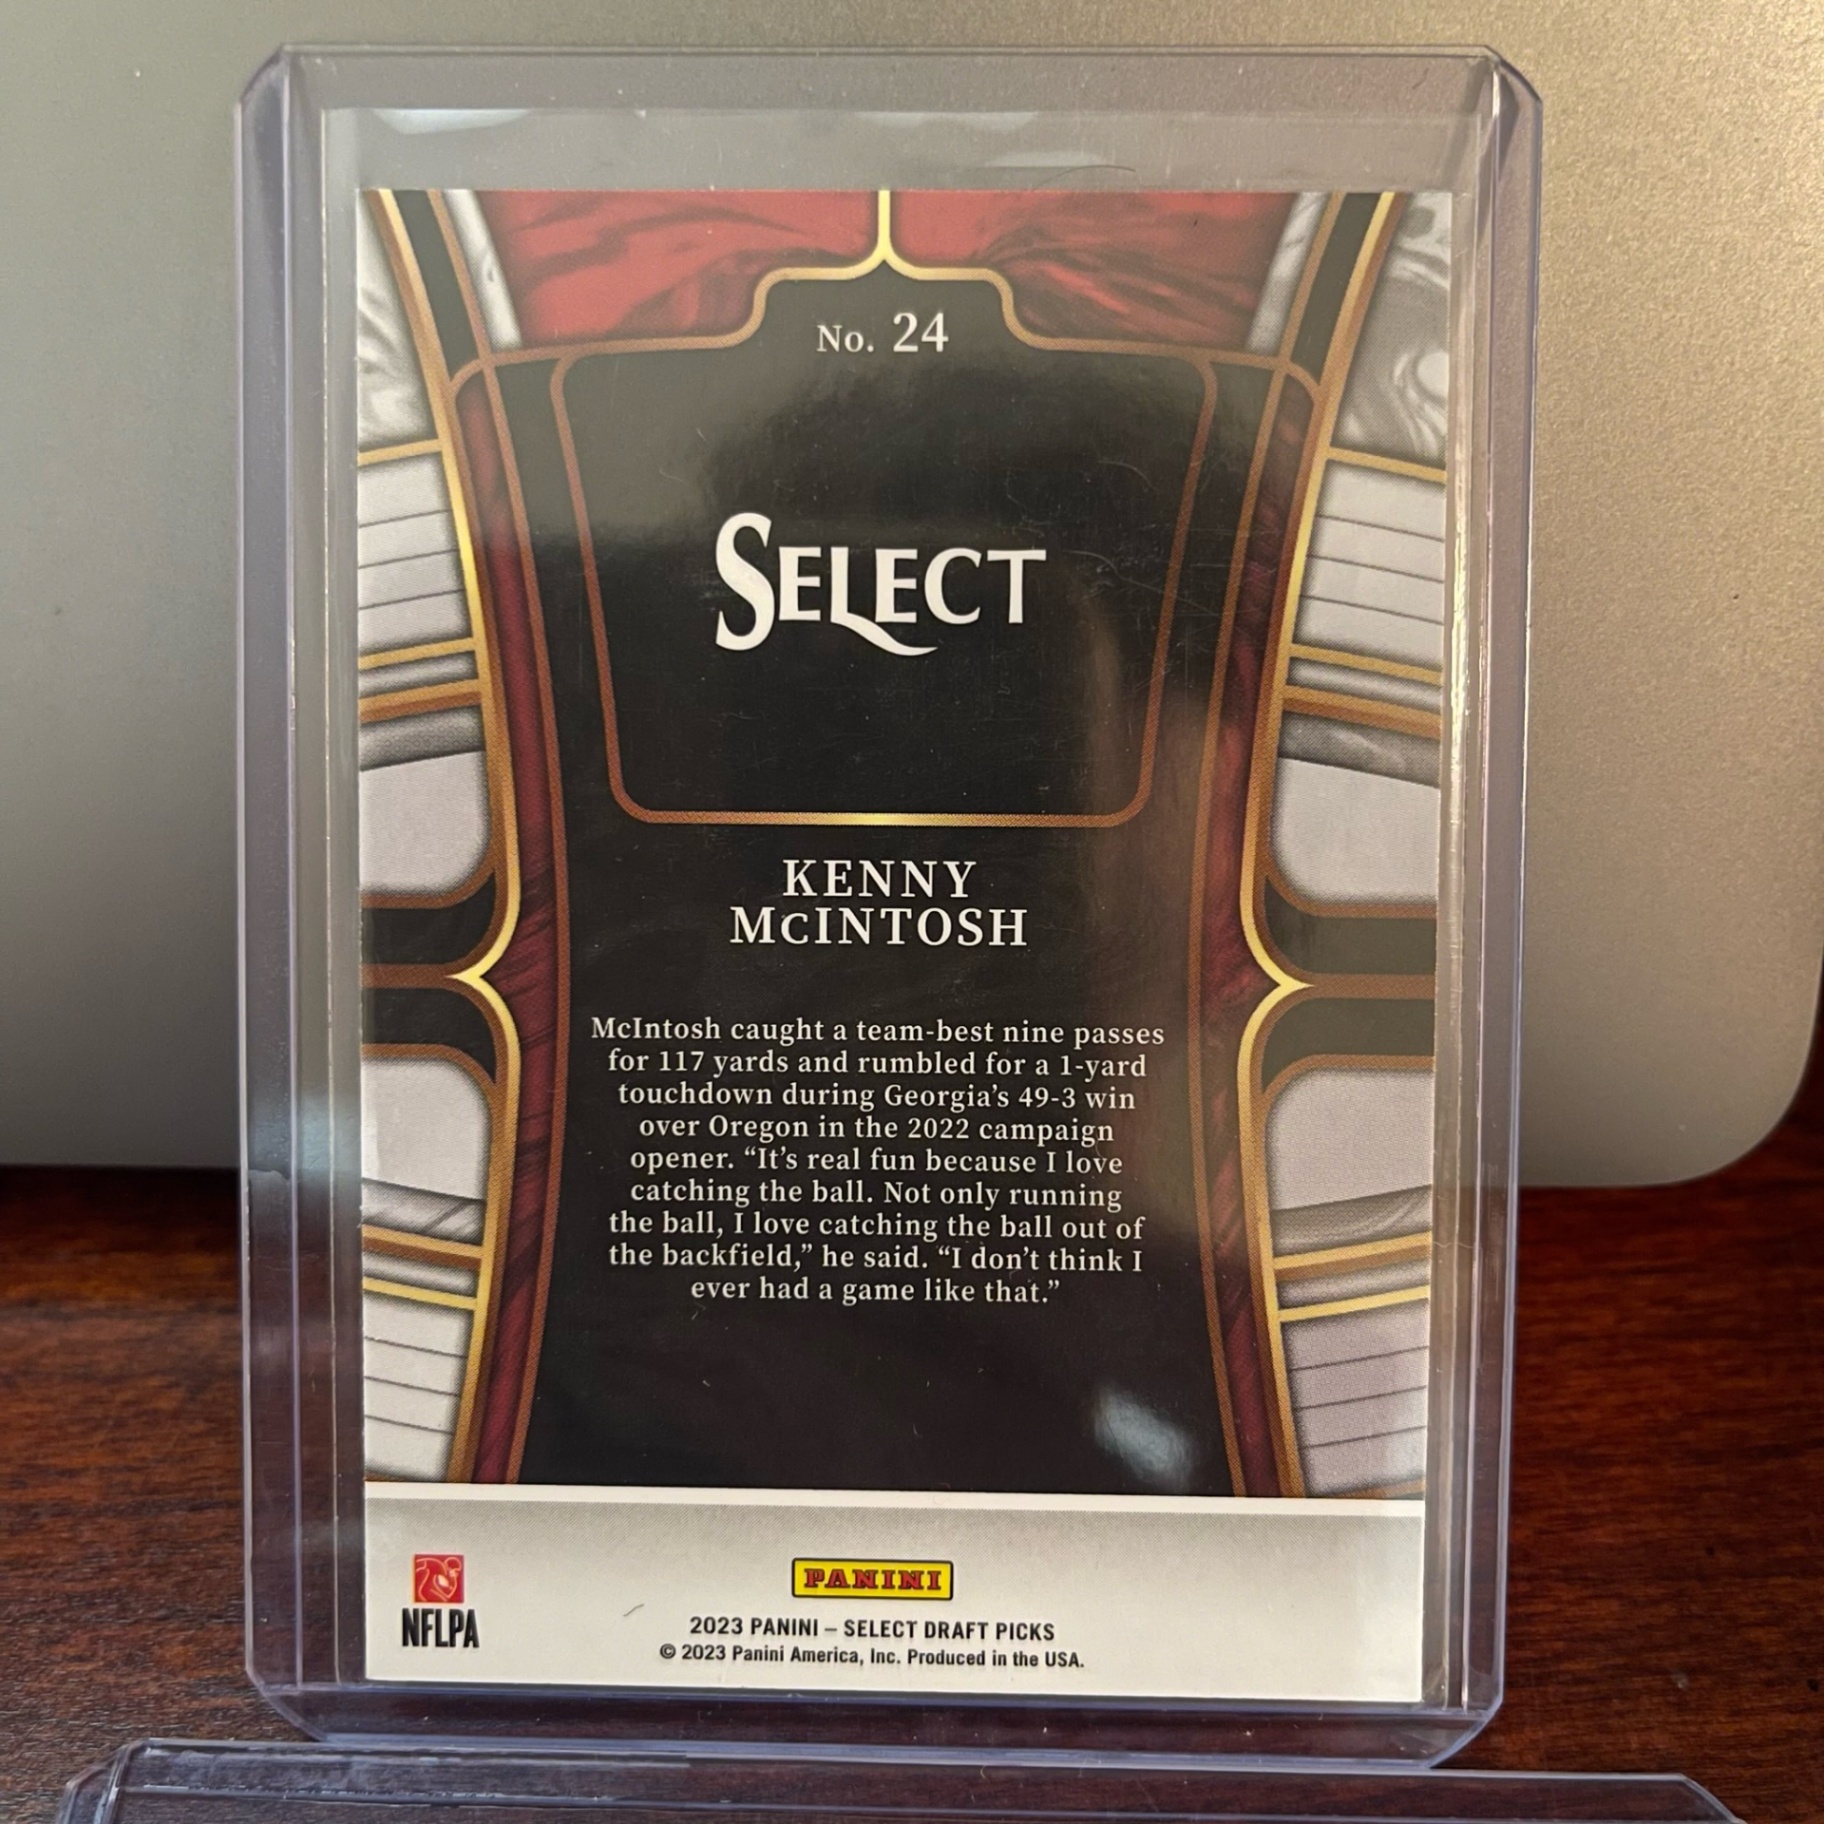 No. 24
SELECT
KENNY
McINTOSH
McIntosh caught a team-best nine passes
for 117 yards and rumbled for a 1-yard
touchdown during Georgia’s 49-3 win
over Oregon in the 2022 campaign
opener. “It’s real fun because I love
catching the ball. Not only running
the ball, I love catching the ball out of
the backfield,” he said. “I don’t think I
ever had a game like that.”
PANINI
NFLPA
2023 PANINI – SELECT DRAFT PICKS
© 2023 Panini America, Inc. Produced in the USA.